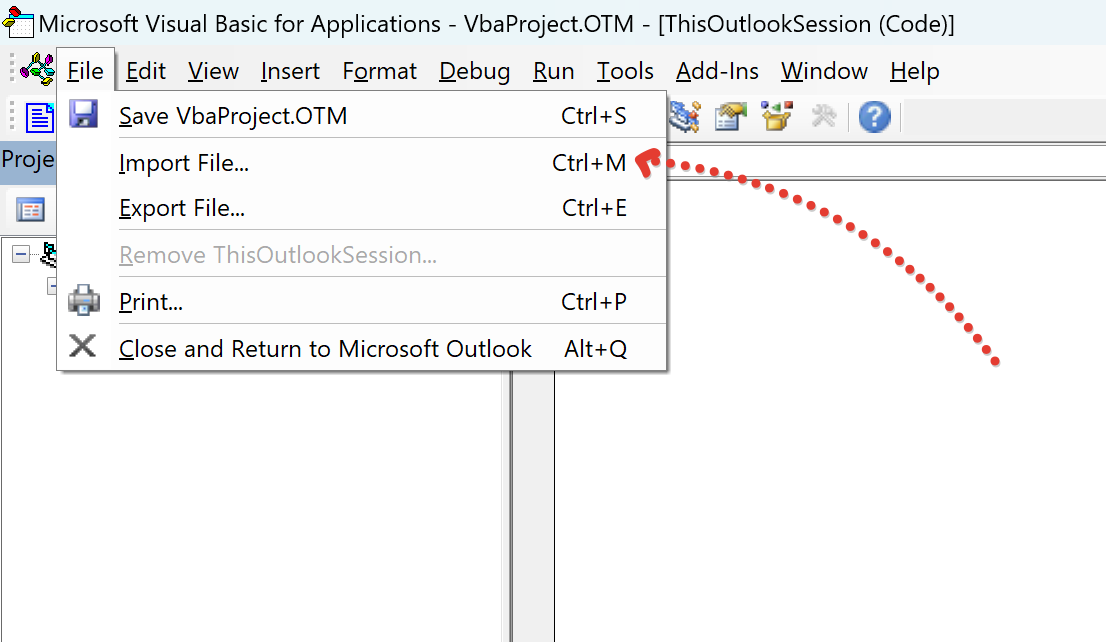 Microsoft Visual Basic for Applications - VbaProject.OTM - [ThisOutlookSession (Code)]
File Edit View Insert Format Debug Run Tools Add-Ins Window Help
Save VbaProject.OTM Ctrl+S
Proje
Import File... Ctrl+M
Export File... Ctrl+E
Remove ThisOutlookSession...
Print... Ctrl+P
Close and Return to Microsoft Outlook Alt+Q